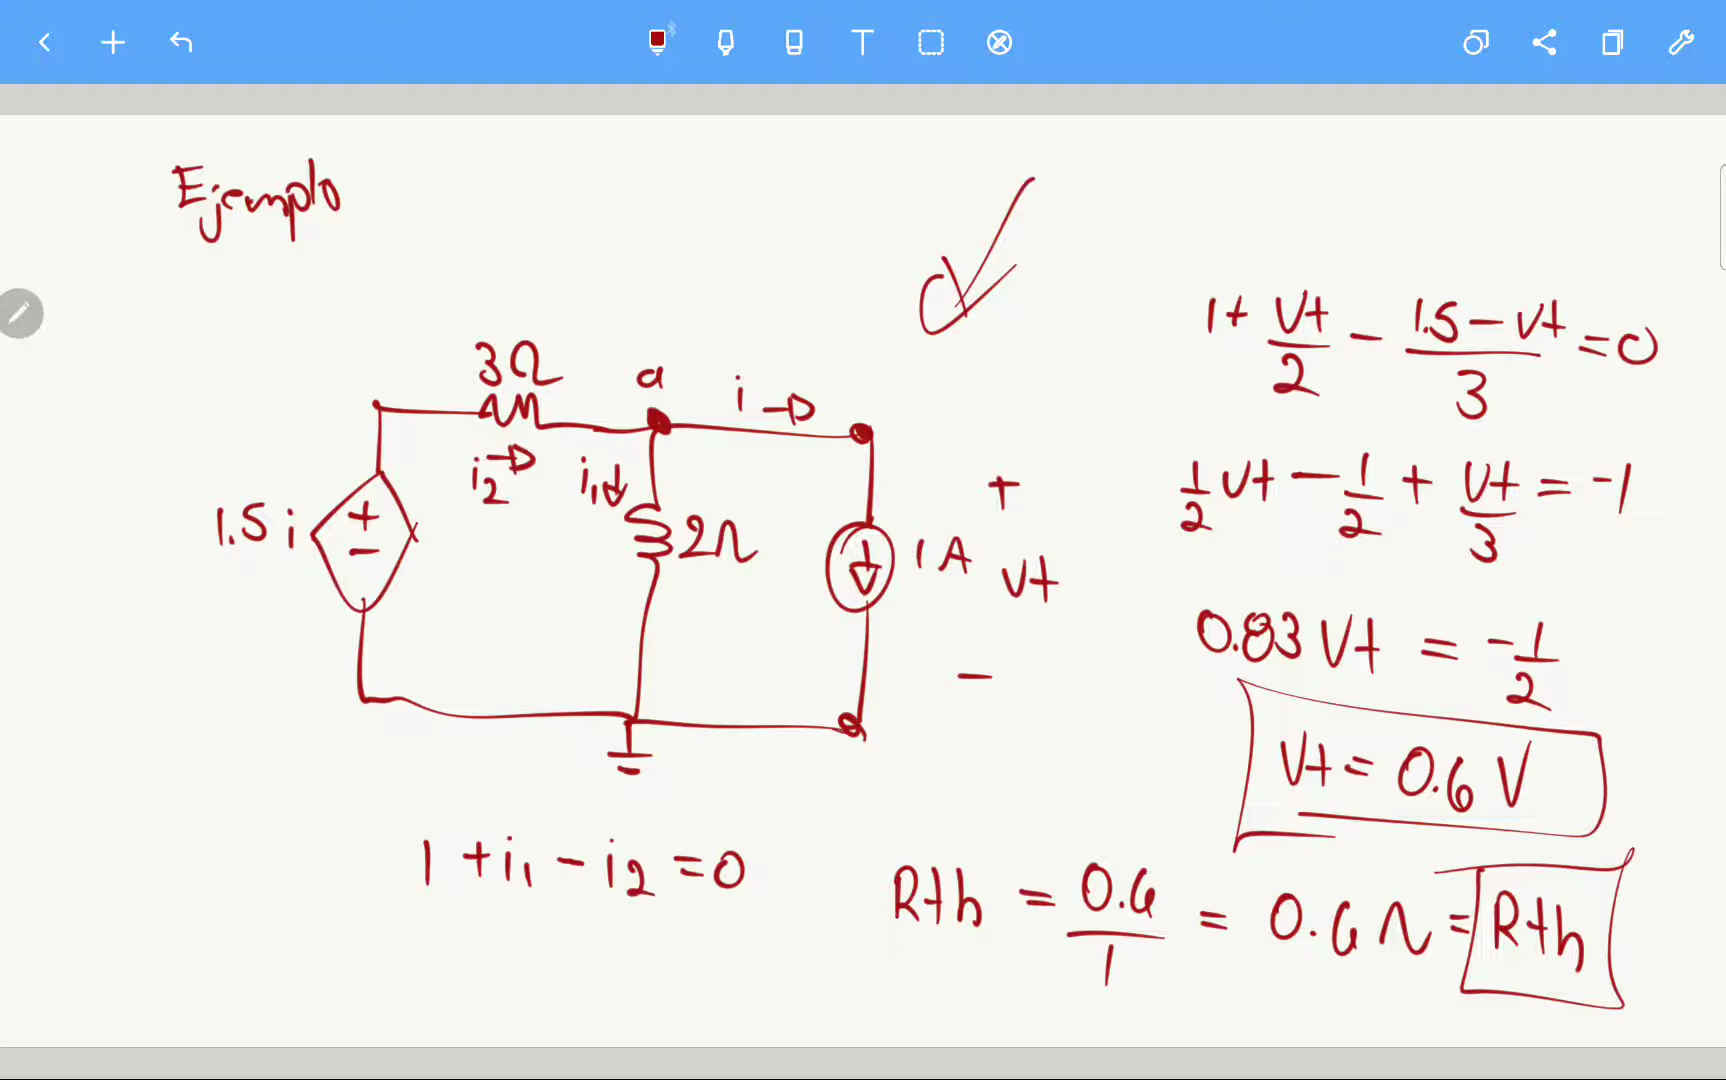 Ejemplo
3Ω
a
i
i2
i1
1.5 i
+
-
2Ω
1 A
+
Vt
-
1 + Vt/2 - 1.5 - Vt/3 = 0
1/2 Vt - 1/2 + Vt/3 = -1
0.83 Vt = -1/2
Vt = 0.6 V
1 + i1 - i2 = 0
Rth = 0.6/1 = 0.6 Ω = Rth